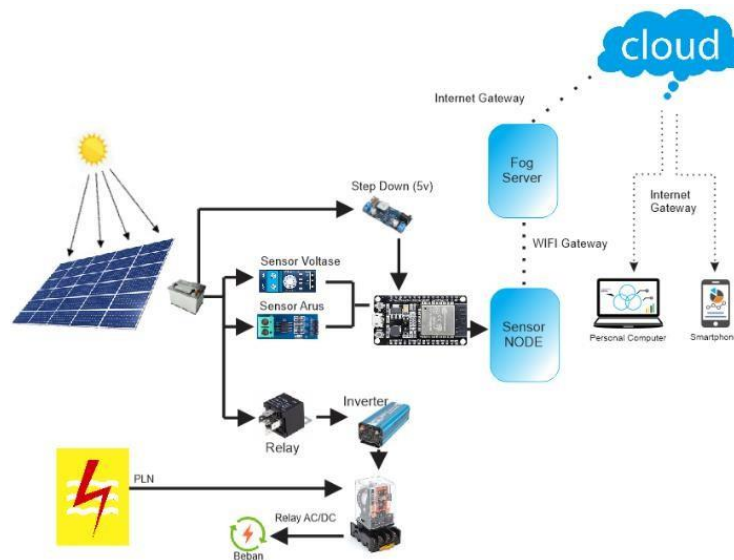 cloud
Internet Gateway
Fog
Server
Step Down (5v)
Internet
Gateway
WIFI Gateway
Sensor Voltase
Sensor Arus
Sensor
NODE
Personal Computer
Smartphon
Inverter
Relay
PLN
Relay AC/DC
Beban